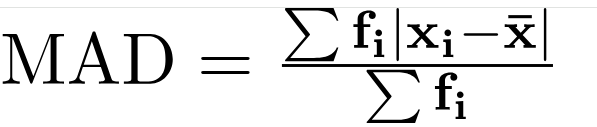 MAD = ∑ fᵢ|xᵢ−x̄| / ∑ fᵢ